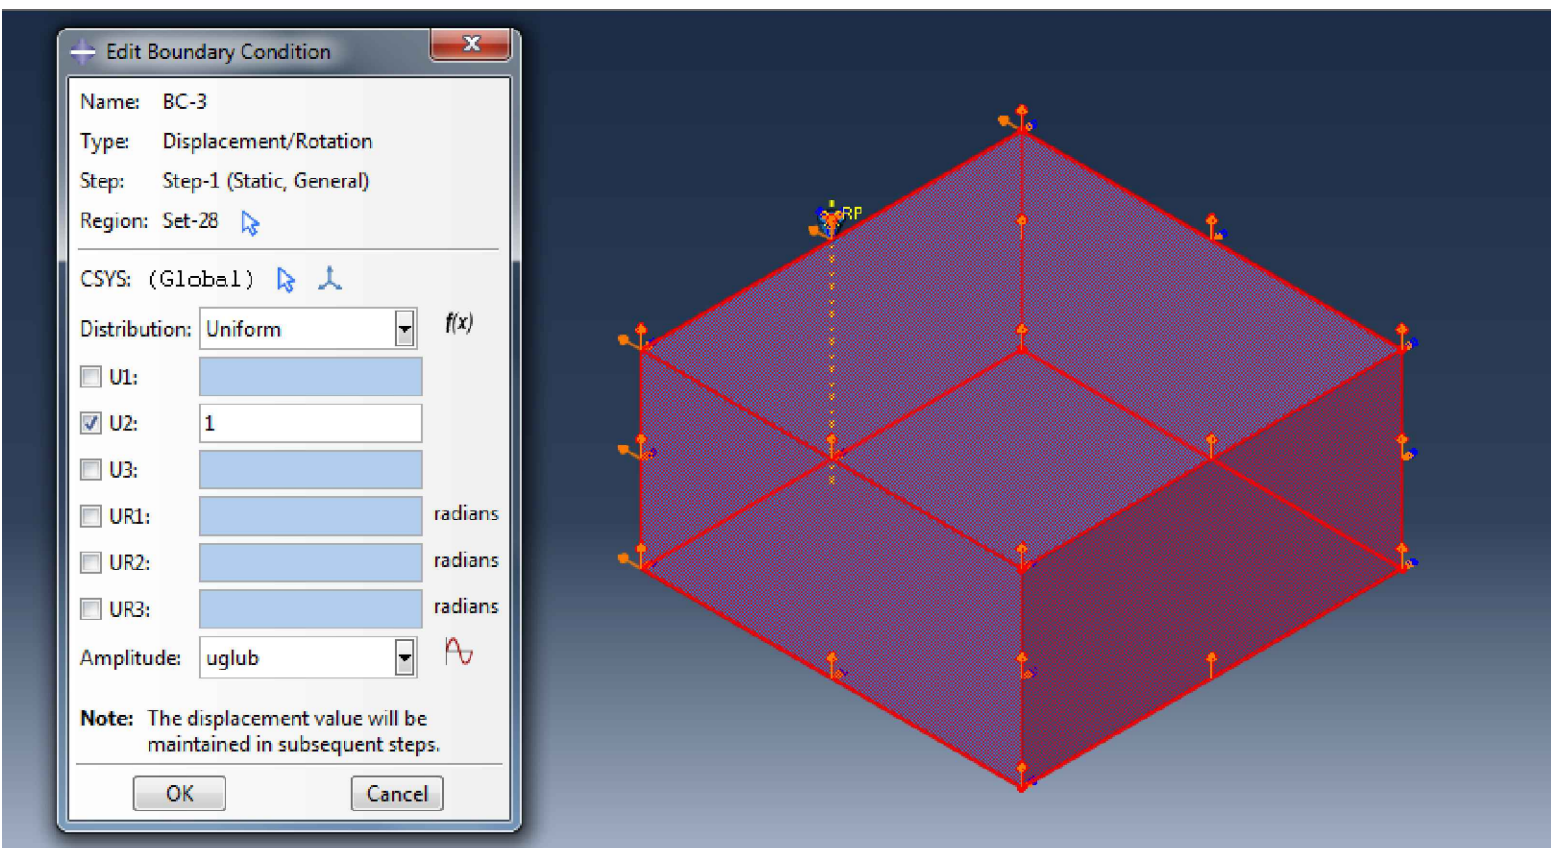 Edit Boundary Condition
X
Name: BC-3
Type: Displacement/Rotation
Step: Step-1 (Static, General)
Region: Set-28
CSYS: (Global)
Distribution: Uniform f(x)
U1:
U2: 1
U3:
UR1: radians
UR2: radians
UR3: radians
Amplitude: uglub
Note: The displacement value will be
maintained in subsequent steps.
OK Cancel
RP